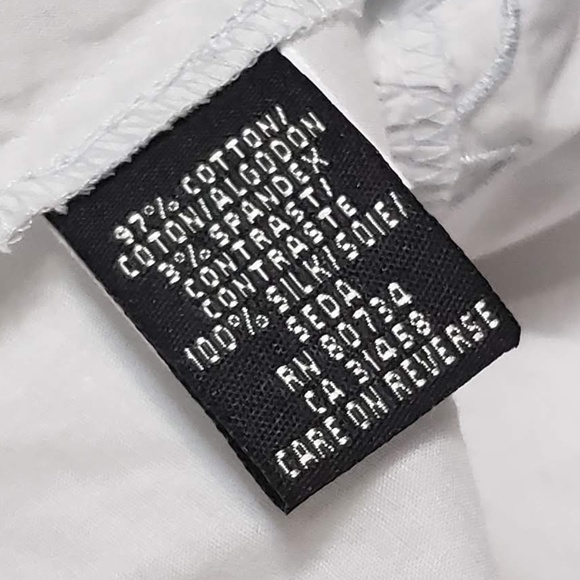 97% COTTON/
COTON/ALGODON
3% SPANDEX
CONTRAST/
CONTRASTE
100% SILK/SOIE/
SEDA
RN 80734
CA 31458
CARE ON REVERSE